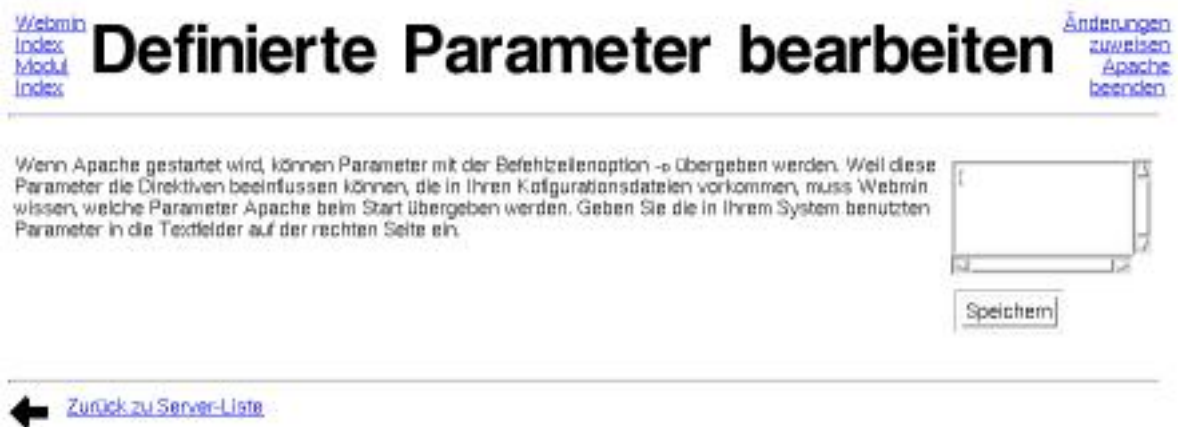 Webmin
Index
Modul
Index
Definierte Parameter bearbeiten
Änderungen
zuweisen
Apache
beenden
Wenn Apache gestartet wird, können Parameter mit der Befehlzeilenoption -D übergeben werden. Weil diese
Parameter die Direktiven beeinflussen können, die in Ihren Kofigurationsdateien vorkommen, muss Webmin
wissen, welche Parameter Apache beim Start übergeben werden. Geben Sie die in Ihrem System benutzten
Parameter in die Textfelder auf der rechten Seite ein.
Speichern
Zurück zu Server-Liste